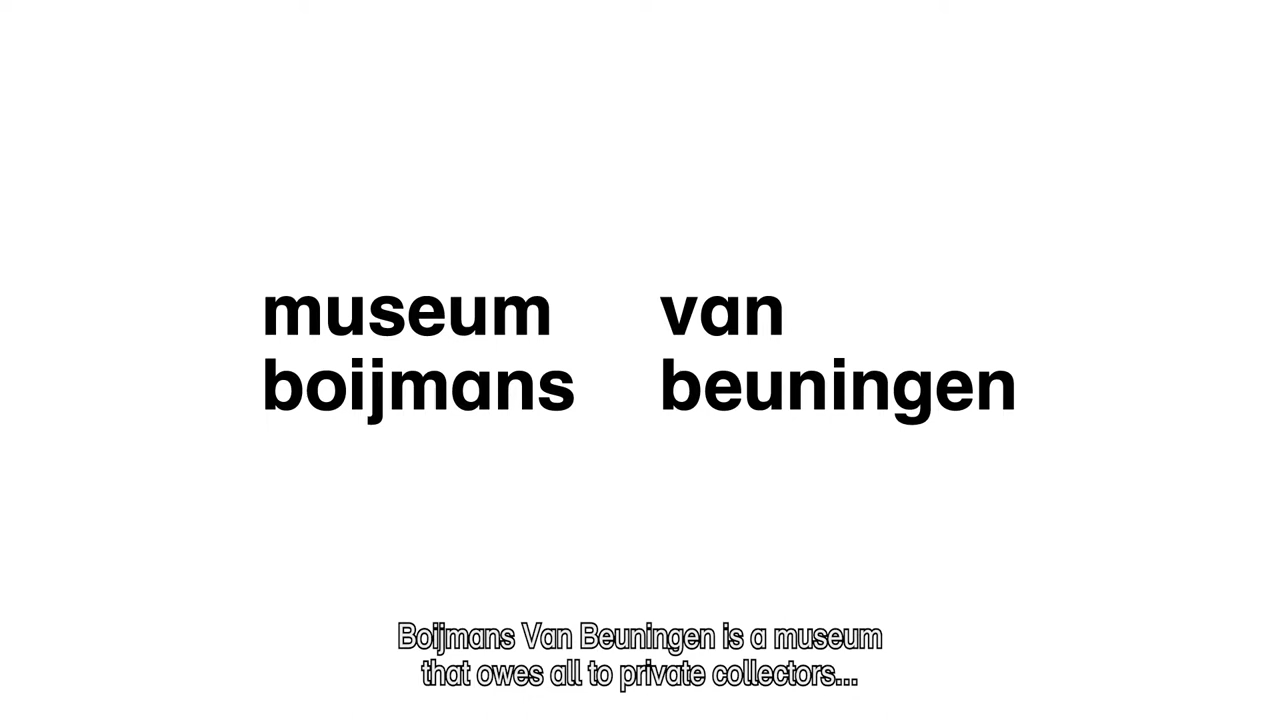 museum van
boijmans beuningen
Boijmans Van Beuningen is a museum
that owes all to private collectors...